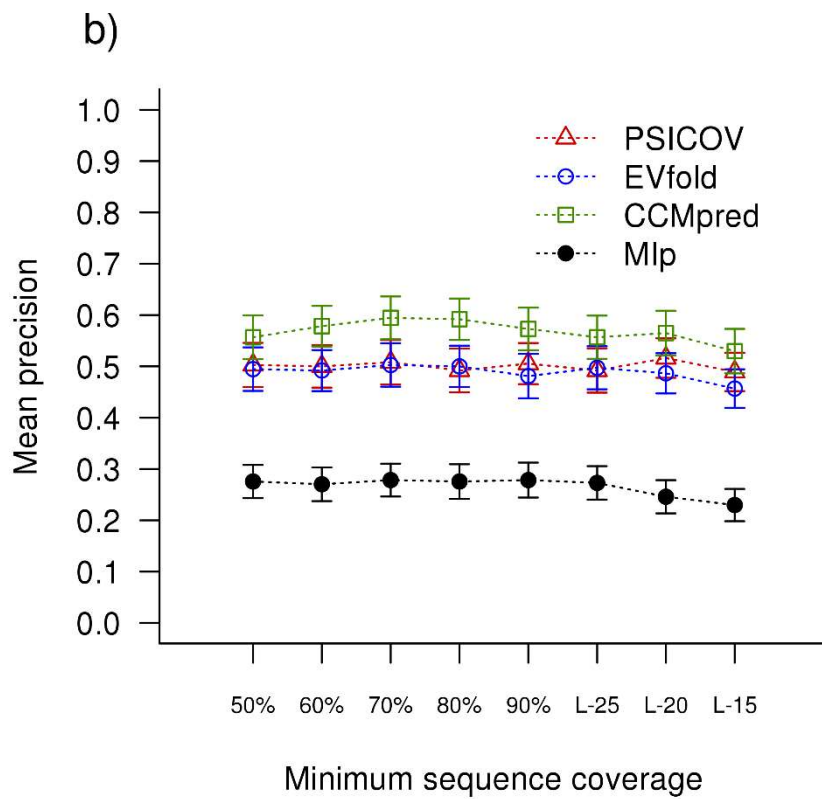 b)
1.0
0.9
0.8
0.7
0.6
0.5
0.4
0.3
0.2
0.1
0.0
Mean precision
PSICOV
EVfold
CCMpred
MIp
50% 60% 70% 80% 90% L-25 L-20 L-15
Minimum sequence coverage